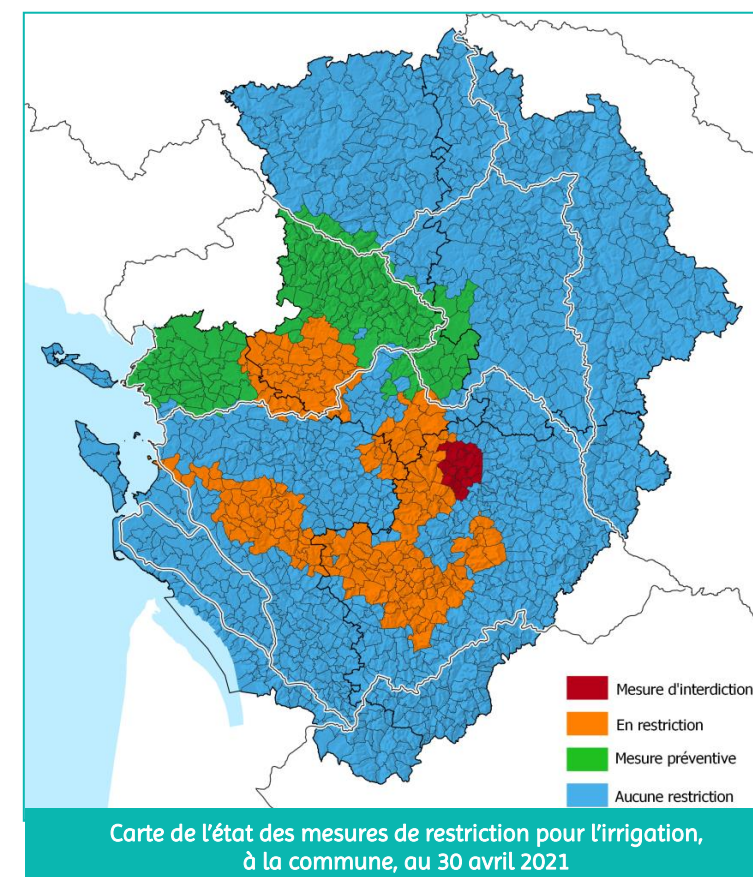 Mesure d'interdiction
En restriction
Mesure préventive
Aucune restriction
Carte de l'état des mesures de restriction pour l'irrigation,
à la commune, au 30 avril 2021